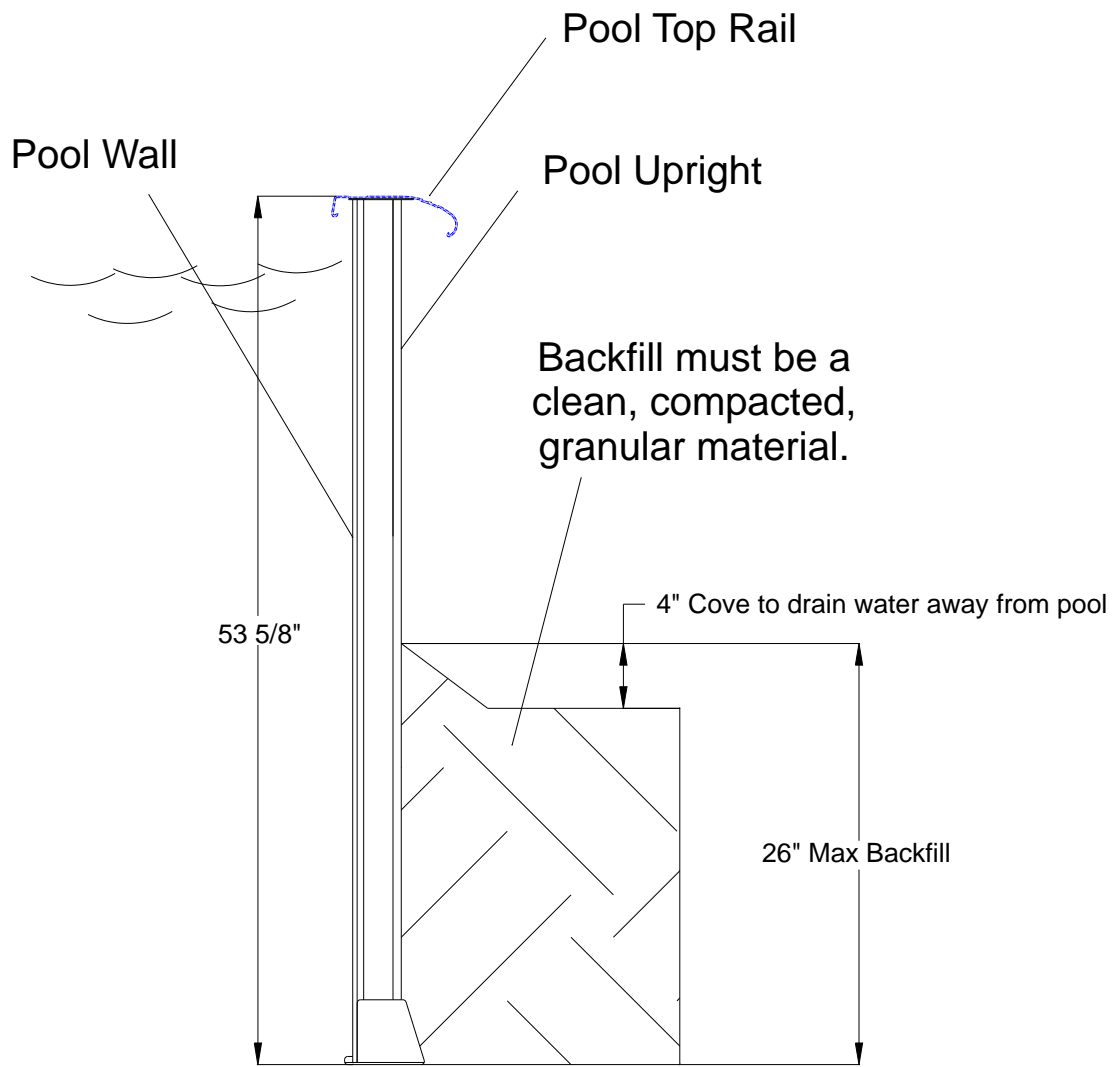 Pool Top Rail
Pool Wall
Pool Upright
Backfill must be a
clean, compacted,
granular material.
4" Cove to drain water away from pool
53 5/8"
26" Max Backfill